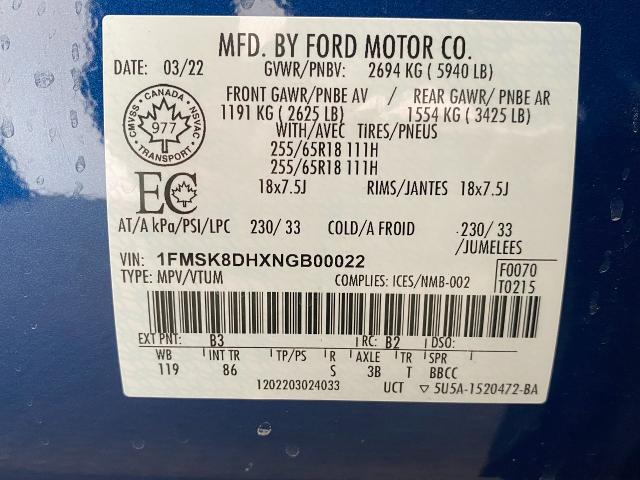 MFD. BY FORD MOTOR CO.
DATE: 03/22 GVWR/PNBV: 2694 KG ( 5940 LB)
FRONT GAWR/PNBE AV / REAR GAWR/ PNBE AR
1191 KG ( 2625 LB) 1554 KG ( 3425 LB)
WITH/AVEC TIRES/PNEUS
255/65R18 111H
255/65R18 111H
18x7.5J RIMS/JANTES 18x7.5J
CMVSS • CANADA • NSVAC
977
TRANSPORT
EC
AT/A kPa/PSI/LPC 230/ 33 COLD/A FROID 230/ 33
/JUMELEES
VIN: 1FMSK8DHXNGB00022
TYPE: MPV/VTUM COMPLIES: ICES/NMB-002
F0070
T0215
EXT PNT: B3 RC: B2 DSO:
WB INT TR TP/PS R AXLE TR SPR
119 86 S 3B T BBCC
1202203024033 UCT ▽ 5U5A-1520472-BA